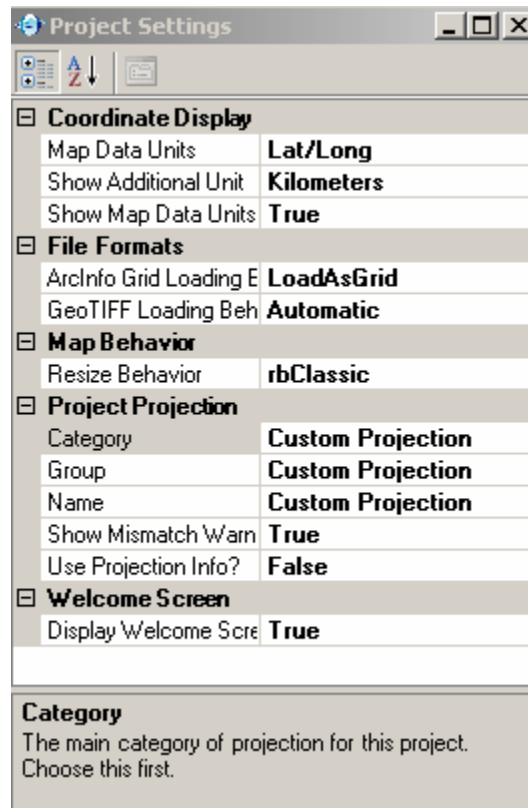 Project Settings
A
Z
Coordinate Display
Map Data Units Lat/Long
Show Additional Unit Kilometers
Show Map Data Units True
File Formats
ArcInfo Grid Loading E LoadAsGrid
GeoTIFF Loading Beh Automatic
Map Behavior
Resize Behavior rbClassic
Project Projection
Category Custom Projection
Group Custom Projection
Name Custom Projection
Show Mismatch Warn True
Use Projection Info? False
Welcome Screen
Display Welcome Scre True
Category
The main category of projection for this project.
Choose this first.